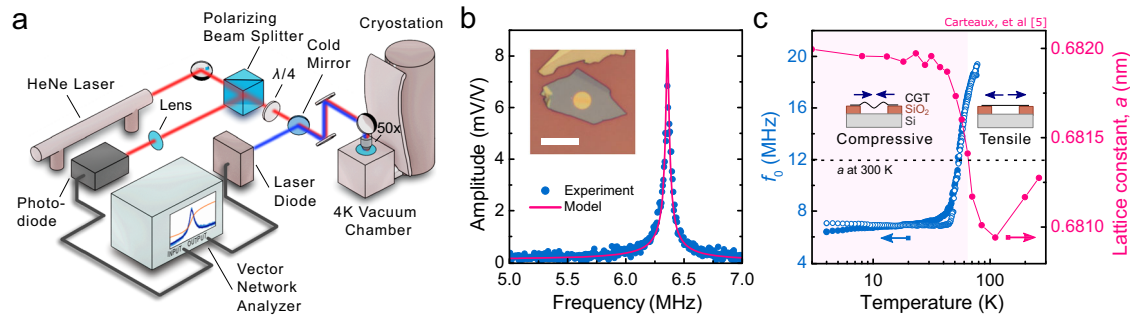 a
Polarizing
Beam Splitter
Cryostation
Cold
Mirror
HeNe Laser
λ/4
Lens
50x
Photo-
diode
Laser
Diode
4K Vacuum
Chamber
INPUT OUTPUT
Vector
Network
Analyzer
b
8
6
4
2
0
Amplitude (mV/V)
Experiment
Model
5.0 5.5 6.0 6.5 7.0
Frequency (MHz)
c
Carteaux, et al [5]
20
16
12
8
4
f0 (MHz)
CGT
SiO2
Si
Compressive
Tensile
a at 300 K
0.6820
0.6815
0.6810
Lattice constant, a (nm)
10 100
Temperature (K)